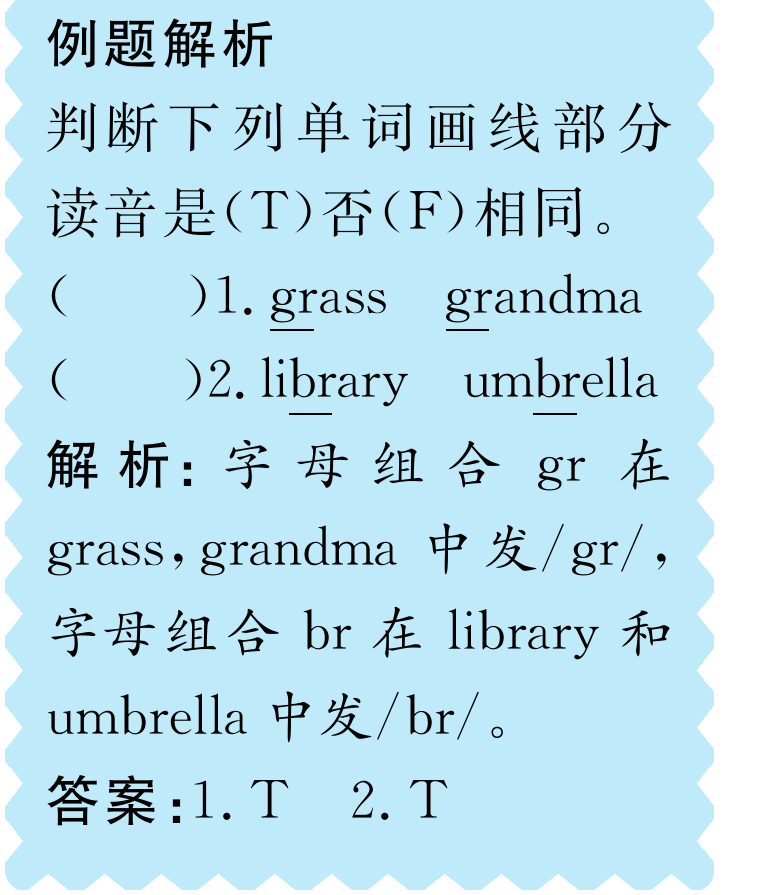 例题解析
判断下列单词画线部分
读音是(T)否(F)相同。
(    )1. grass  grandma
(    )2. library  umbrella
解析:字母组合 gr 在
grass,grandma 中发/gr/,
字母组合 br 在 library 和
umbrella 中发/br/。
答案:1. T  2. T